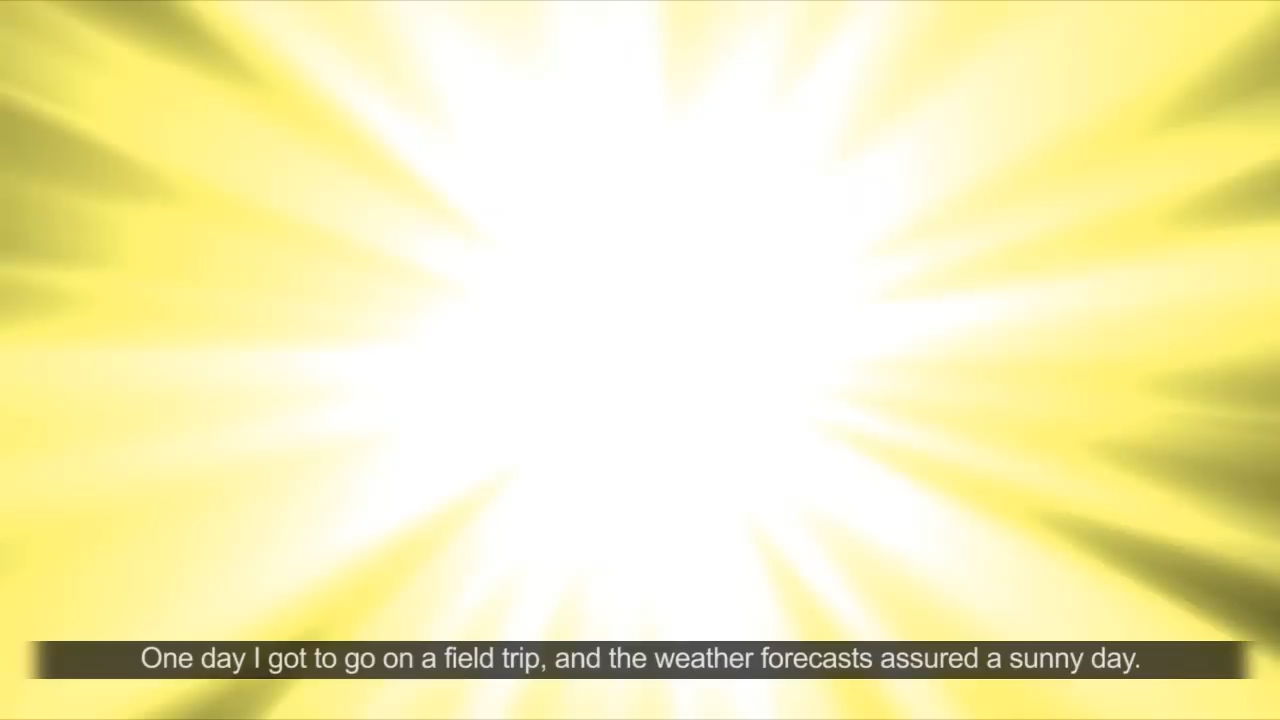 One day I got to go on a field trip, and the weather forecasts assured a sunny day.